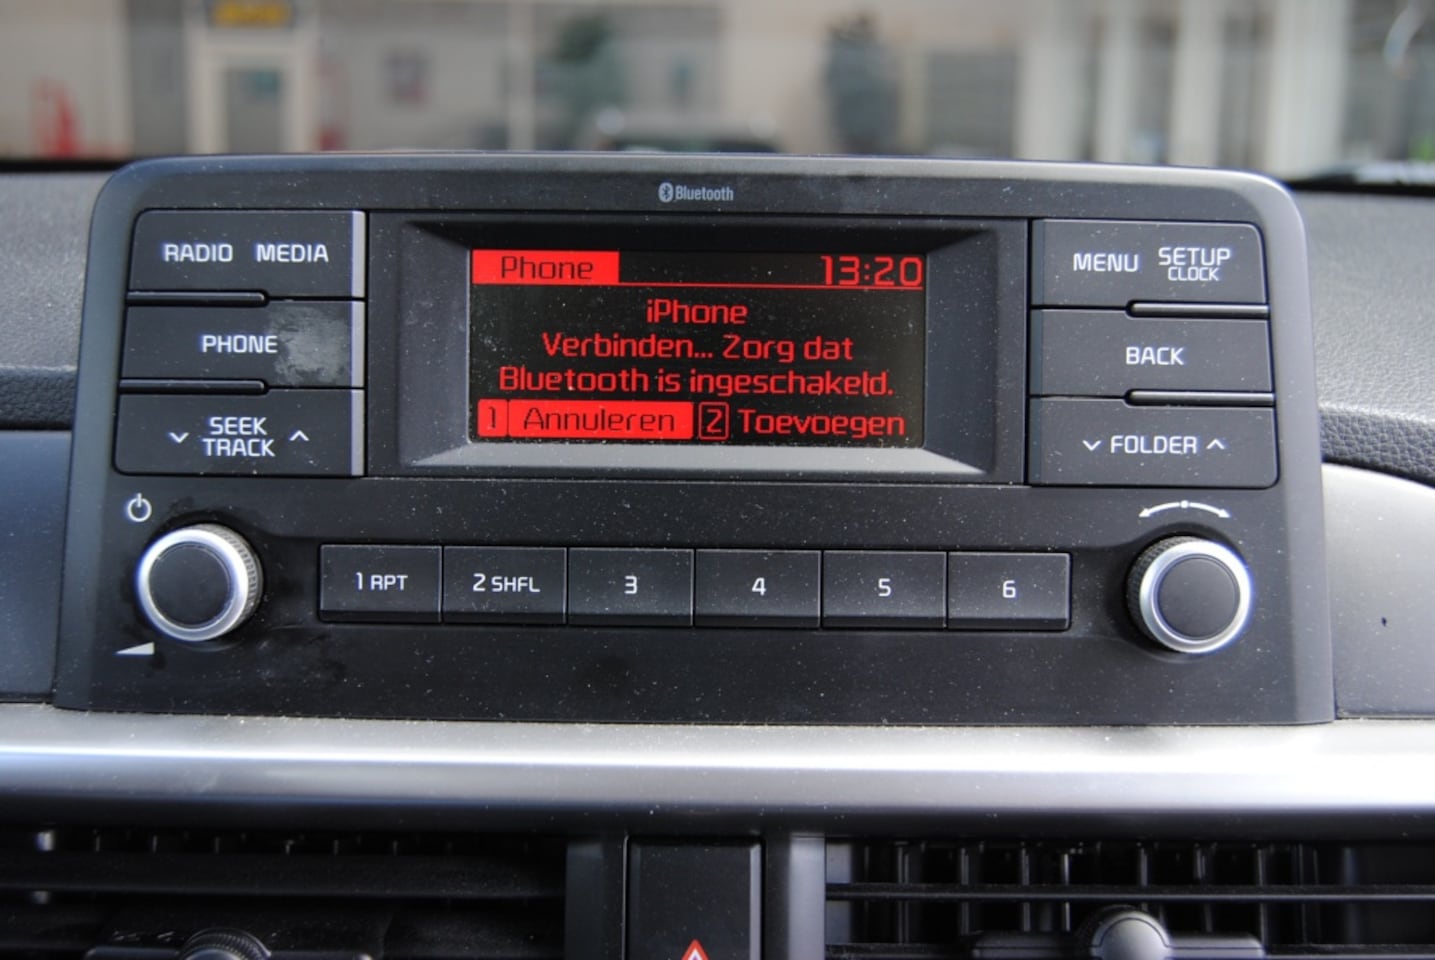 Bluetooth
RADIO MEDIA
PHONE
SEEK
TRACK
Phone 13:20
iPhone
Verbinden... Zorg dat
Bluetooth is ingeschakeld.
1 Annuleren 2 Toevoegen
MENU SETUP
CLOCK
BACK
FOLDER
1 RPT 2 SHFL 3 4 5 6